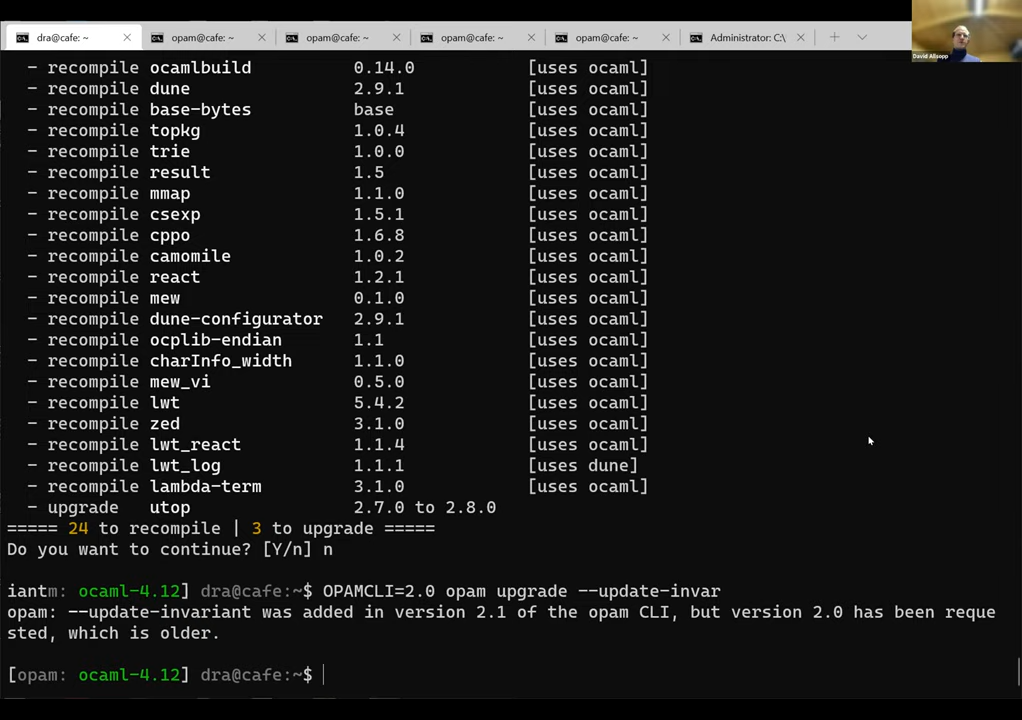 dra@cafe: ~ opam@cafe: ~ opam@cafe: ~ opam@cafe: ~ opam@cafe: ~ Administrator: C:\
David Allsopp
- recompile ocamlbuild 0.14.0 [uses ocaml]
- recompile dune 2.9.1 [uses ocaml]
- recompile base-bytes base [uses ocaml]
- recompile topkg 1.0.4 [uses ocaml]
- recompile trie 1.0.0 [uses ocaml]
- recompile result 1.5 [uses ocaml]
- recompile mmap 1.1.0 [uses ocaml]
- recompile csexp 1.5.1 [uses ocaml]
- recompile cppo 1.6.8 [uses ocaml]
- recompile camomile 1.0.2 [uses ocaml]
- recompile react 1.2.1 [uses ocaml]
- recompile mew 0.1.0 [uses ocaml]
- recompile dune-configurator 2.9.1 [uses ocaml]
- recompile ocplib-endian 1.1 [uses ocaml]
- recompile charInfo_width 1.1.0 [uses ocaml]
- recompile mew_vi 0.5.0 [uses ocaml]
- recompile lwt 5.4.2 [uses ocaml]
- recompile zed 3.1.0 [uses ocaml]
- recompile lwt_react 1.1.4 [uses ocaml]
- recompile lwt_log 1.1.1 [uses dune]
- recompile lambda-term 3.1.0 [uses ocaml]
- upgrade utop 2.7.0 to 2.8.0
===== 24 to recompile | 3 to upgrade =====
Do you want to continue? [Y/n] n
iantm: ocaml-4.12] dra@cafe:~$ OPAMCLI=2.0 opam upgrade --update-invar
opam: --update-invariant was added in version 2.1 of the opam CLI, but version 2.0 has been reque
sted, which is older.
[opam: ocaml-4.12] dra@cafe:~$